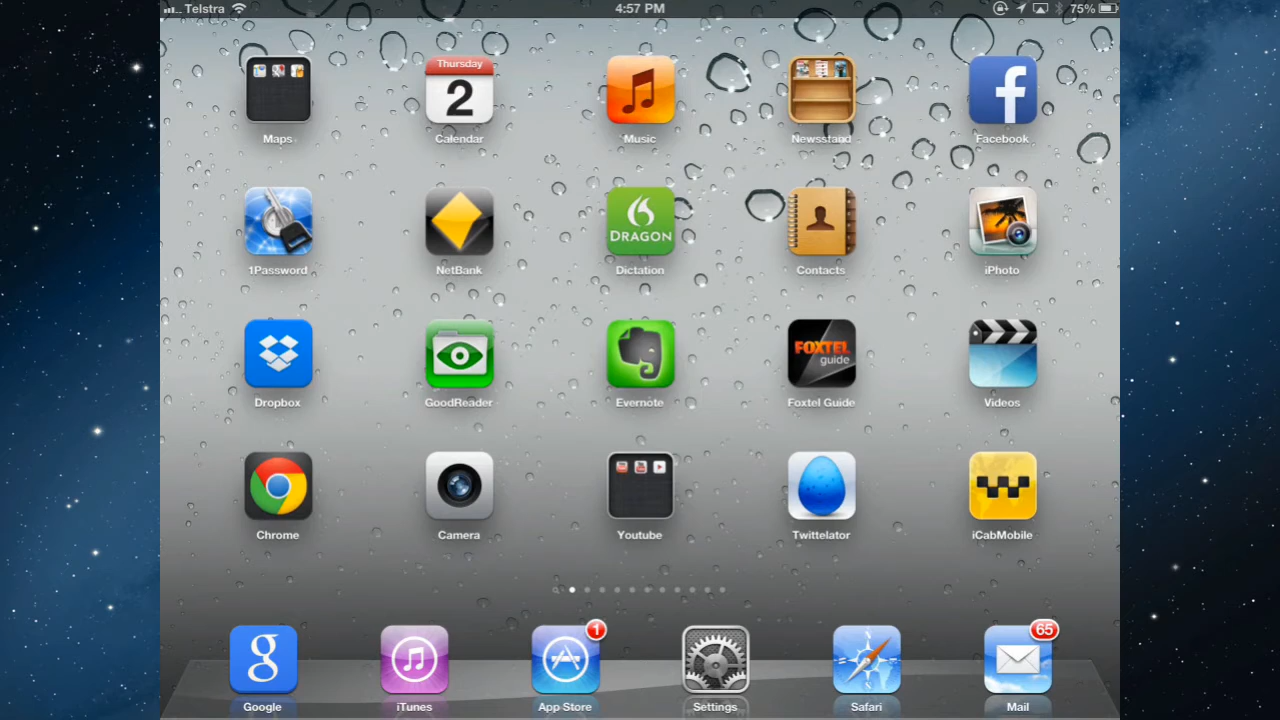 Telstra 4:57 PM 75%
Thursday
2
Maps Calendar Music Newsstand Facebook
DRAGON
1Password NetBank Dictation Contacts iPhoto
FOXTEL
guide
Dropbox GoodReader Evernote Foxtel Guide Videos
Chrome Camera Youtube Twittelator iCabMobile
1 65
Google iTunes App Store Settings Safari Mail